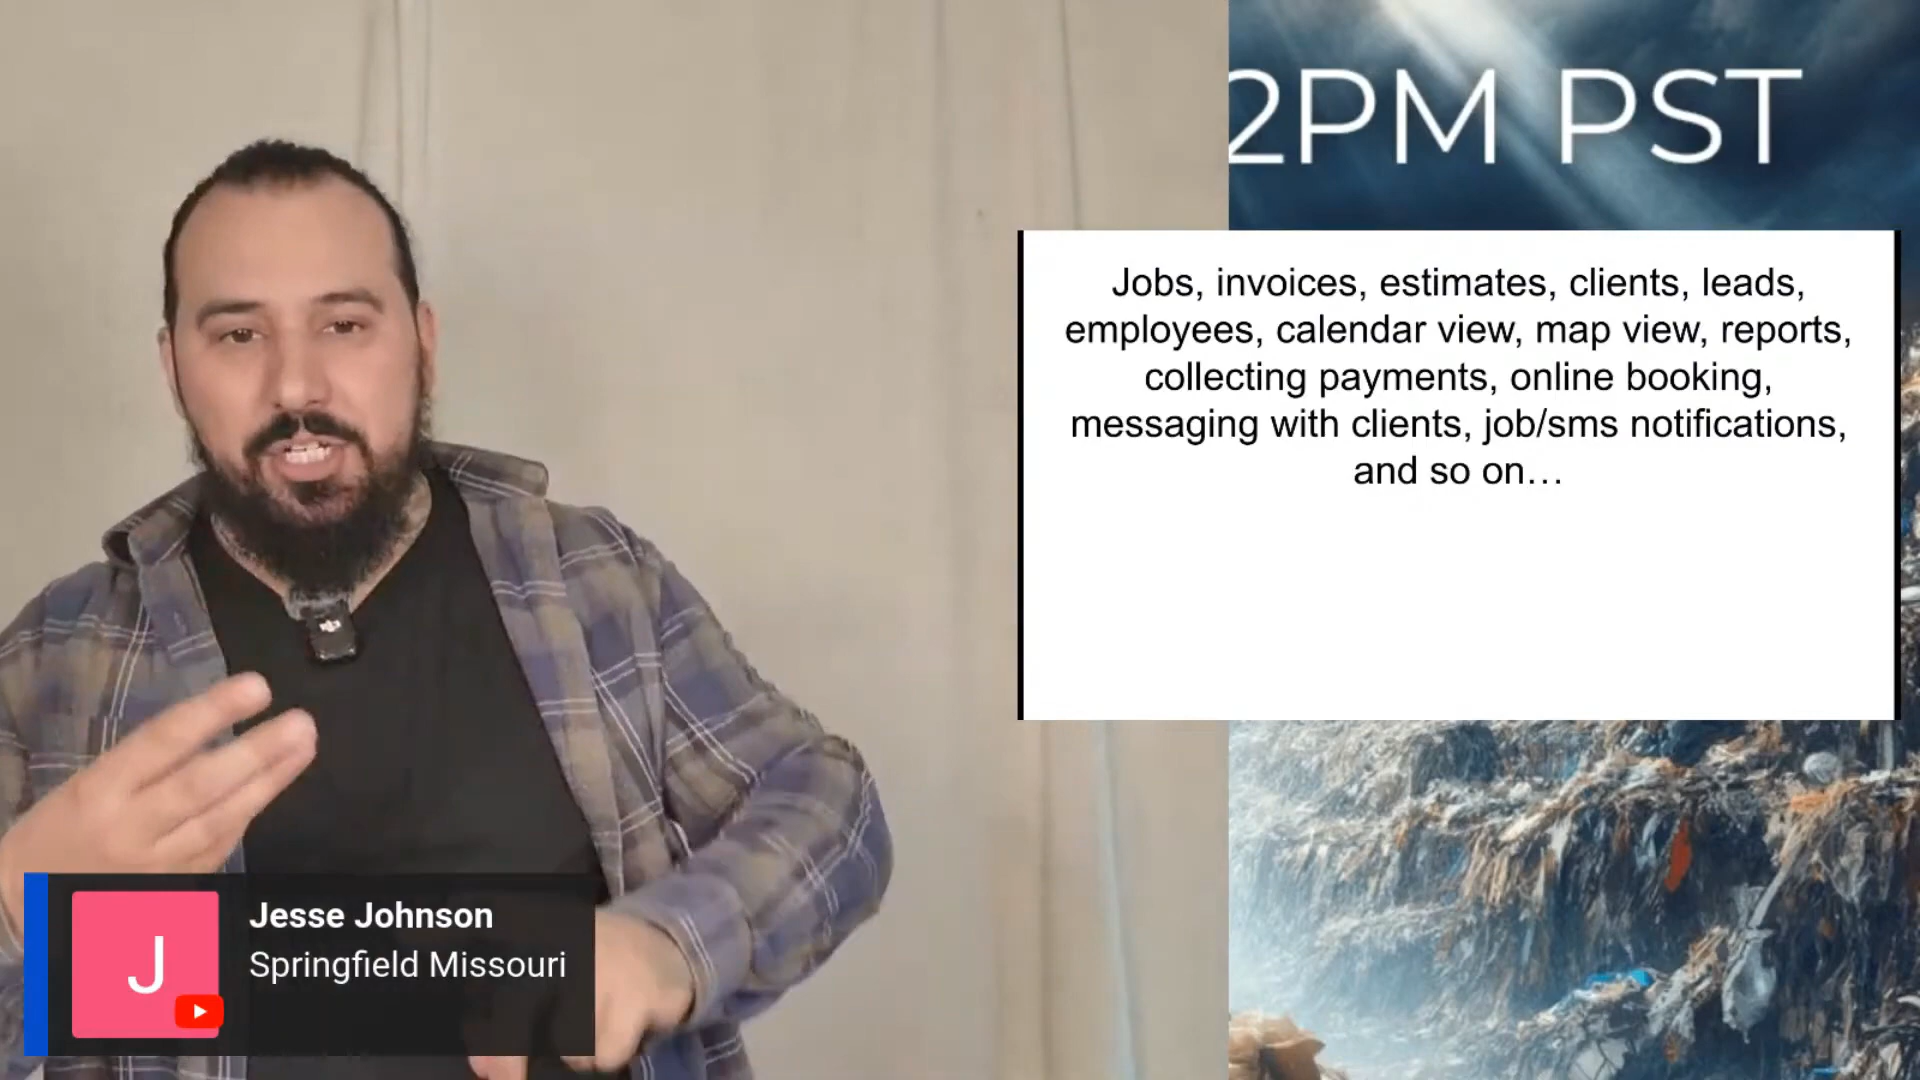 2PM PST
Jobs, invoices, estimates, clients, leads,
employees, calendar view, map view, reports,
collecting payments, online booking,
messaging with clients, job/sms notifications,
and so on…
J
Jesse Johnson
Springfield Missouri